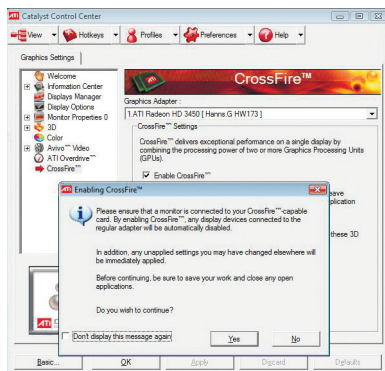 Catalyst Control Center
View Hotkeys Profiles Preferences Help
Graphics Settings
Welcome
Information Center
Displays Manager
Display Options
Monitor Properties 0
3D
Color
Avivo™ Video
ATI Overdrive™
CrossFire™
CrossFire™
Graphics Adapter :
1.ATI Radeon HD 3450 [ Hanns.G HW173 ]
CrossFire™ Settings
CrossFire™ delivers exceptional performance on a single display by
combining the processing power of two or more Graphics Processing Units
(GPUs).
Enable CrossFire™
ATI Enabling CrossFire™
Please ensure that a monitor is connected to your CrossFire™-capable
card. By enabling CrossFire™, any display devices connected to the
regular adapter will be automatically disabled.
In addition, any unapplied settings you may have changed elsewhere will
be immediately applied.
Before continuing, be sure to save your work and close any open
applications.
Do you wish to continue?
Don't display this message again
Yes No
these 3D
ATI
Basic... OK Apply Discard Defaults